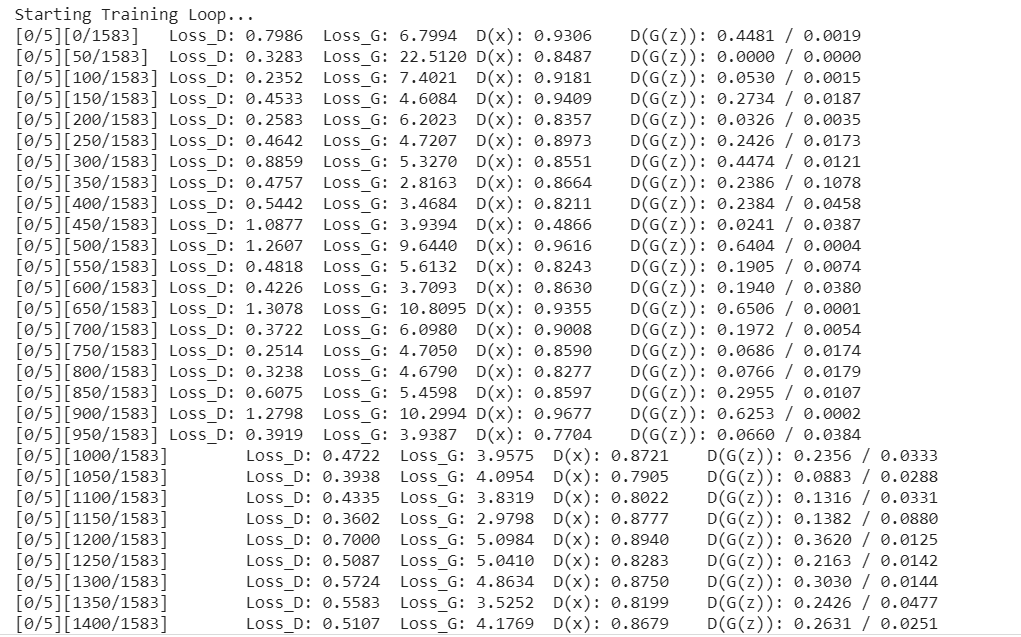 Starting Training Loop...
[0/5][0/1583] Loss_D: 0.7986 Loss_G: 6.7994 D(x): 0.9306 D(G(z)): 0.4481 / 0.0019
[0/5][50/1583] Loss_D: 0.3283 Loss_G: 22.5120 D(x): 0.8487 D(G(z)): 0.0000 / 0.0000
[0/5][100/1583] Loss_D: 0.2352 Loss_G: 7.4021 D(x): 0.9181 D(G(z)): 0.0530 / 0.0015
[0/5][150/1583] Loss_D: 0.4533 Loss_G: 4.6084 D(x): 0.9409 D(G(z)): 0.2734 / 0.0187
[0/5][200/1583] Loss_D: 0.2583 Loss_G: 6.2023 D(x): 0.8357 D(G(z)): 0.0326 / 0.0035
[0/5][250/1583] Loss_D: 0.4642 Loss_G: 4.7207 D(x): 0.8973 D(G(z)): 0.2426 / 0.0173
[0/5][300/1583] Loss_D: 0.8859 Loss_G: 5.3270 D(x): 0.8551 D(G(z)): 0.4474 / 0.0121
[0/5][350/1583] Loss_D: 0.4757 Loss_G: 2.8163 D(x): 0.8664 D(G(z)): 0.2386 / 0.1078
[0/5][400/1583] Loss_D: 0.5442 Loss_G: 3.4684 D(x): 0.8211 D(G(z)): 0.2384 / 0.0458
[0/5][450/1583] Loss_D: 1.0877 Loss_G: 3.9394 D(x): 0.4866 D(G(z)): 0.0241 / 0.0387
[0/5][500/1583] Loss_D: 1.2607 Loss_G: 9.6440 D(x): 0.9616 D(G(z)): 0.6404 / 0.0004
[0/5][550/1583] Loss_D: 0.4818 Loss_G: 5.6132 D(x): 0.8243 D(G(z)): 0.1905 / 0.0074
[0/5][600/1583] Loss_D: 0.4226 Loss_G: 3.7093 D(x): 0.8630 D(G(z)): 0.1940 / 0.0380
[0/5][650/1583] Loss_D: 1.3078 Loss_G: 10.8095 D(x): 0.9355 D(G(z)): 0.6506 / 0.0001
[0/5][700/1583] Loss_D: 0.3722 Loss_G: 6.0980 D(x): 0.9008 D(G(z)): 0.1972 / 0.0054
[0/5][750/1583] Loss_D: 0.2514 Loss_G: 4.7050 D(x): 0.8590 D(G(z)): 0.0686 / 0.0174
[0/5][800/1583] Loss_D: 0.3238 Loss_G: 4.6790 D(x): 0.8277 D(G(z)): 0.0766 / 0.0179
[0/5][850/1583] Loss_D: 0.6075 Loss_G: 5.4598 D(x): 0.8597 D(G(z)): 0.2955 / 0.0107
[0/5][900/1583] Loss_D: 1.2798 Loss_G: 10.2994 D(x): 0.9677 D(G(z)): 0.6253 / 0.0002
[0/5][950/1583] Loss_D: 0.3919 Loss_G: 3.9387 D(x): 0.7704 D(G(z)): 0.0660 / 0.0384
[0/5][1000/1583] Loss_D: 0.4722 Loss_G: 3.9575 D(x): 0.8721 D(G(z)): 0.2356 / 0.0333
[0/5][1050/1583] Loss_D: 0.3938 Loss_G: 4.0954 D(x): 0.7905 D(G(z)): 0.0883 / 0.0288
[0/5][1100/1583] Loss_D: 0.4335 Loss_G: 3.8319 D(x): 0.8022 D(G(z)): 0.1316 / 0.0331
[0/5][1150/1583] Loss_D: 0.3602 Loss_G: 2.9798 D(x): 0.8777 D(G(z)): 0.1382 / 0.0880
[0/5][1200/1583] Loss_D: 0.7000 Loss_G: 5.0984 D(x): 0.8940 D(G(z)): 0.3620 / 0.0125
[0/5][1250/1583] Loss_D: 0.5087 Loss_G: 5.0410 D(x): 0.8283 D(G(z)): 0.2163 / 0.0142
[0/5][1300/1583] Loss_D: 0.5724 Loss_G: 4.8634 D(x): 0.8750 D(G(z)): 0.3030 / 0.0144
[0/5][1350/1583] Loss_D: 0.5583 Loss_G: 3.5252 D(x): 0.8199 D(G(z)): 0.2426 / 0.0477
[0/5][1400/1583] Loss_D: 0.5107 Loss_G: 4.1769 D(x): 0.8679 D(G(z)): 0.2631 / 0.0251